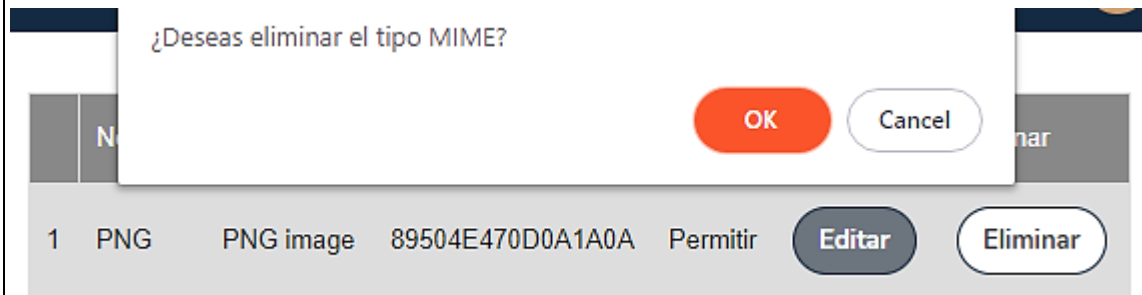 ¿Deseas eliminar el tipo MIME?
OK Cancel
1 PNG PNG image 89504E470D0A1A0A Permitir Editar Eliminar